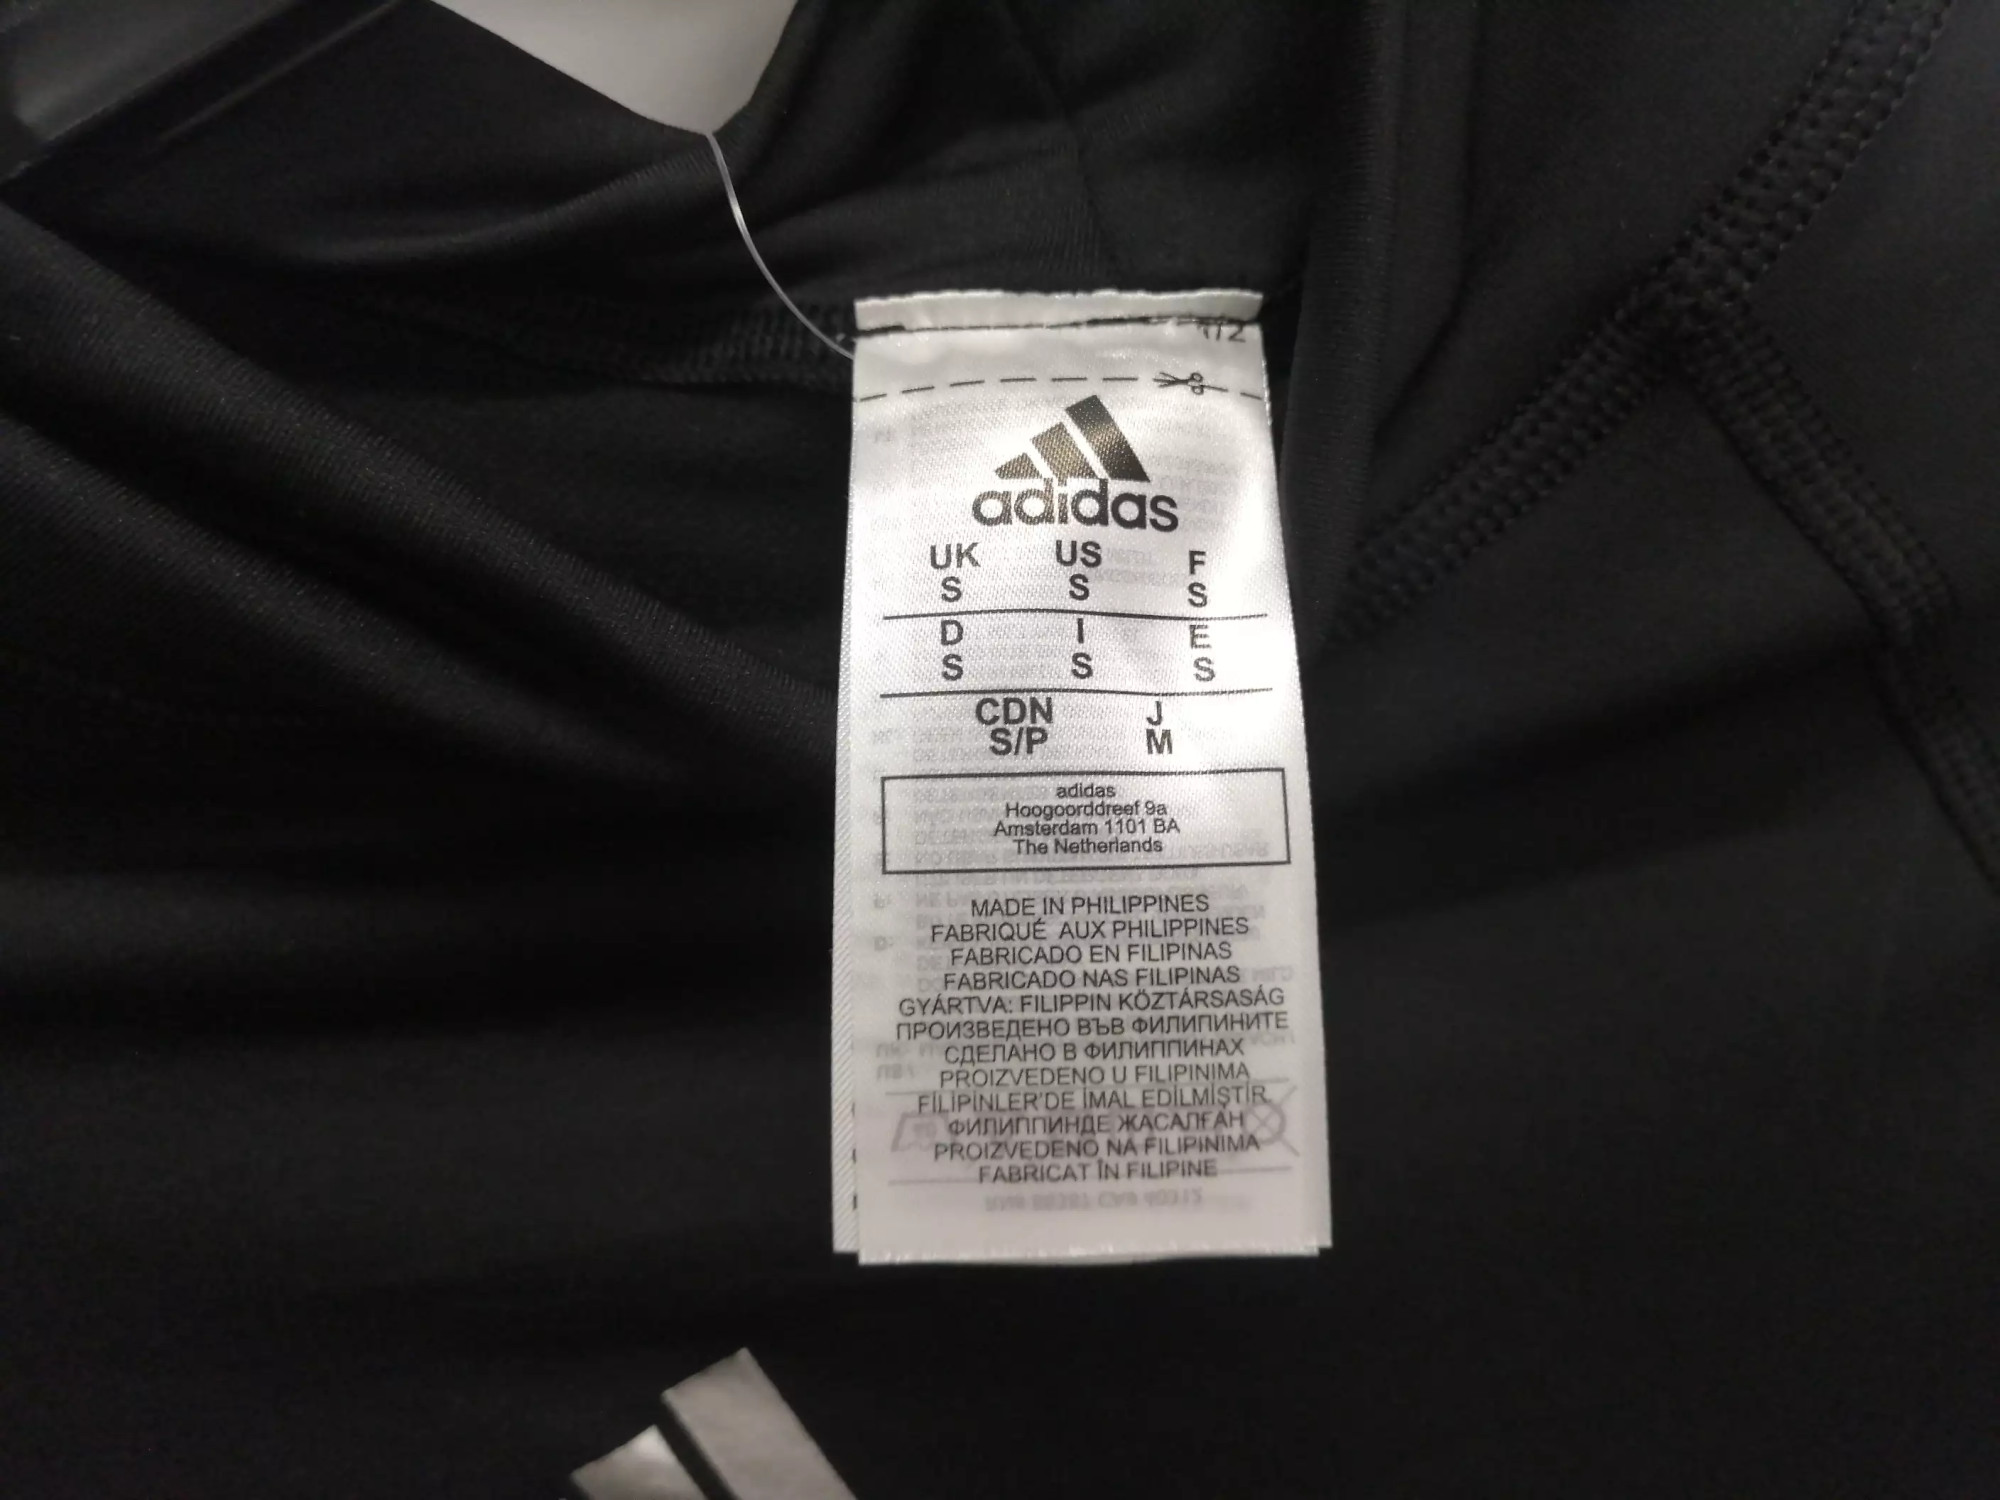 1/2
adidas
UK US F
S S S
D I E
S S S
CDN J
S/P M
adidas
Hoogoorddreef 9a
Amsterdam 1101 BA
The Netherlands
MADE IN PHILIPPINES
FABRIQUÉ AUX PHILIPPINES
FABRICADO EN FILIPINAS
FABRICADO NAS FILIPINAS
GYÁRTVA: FILIPPIN KÖZTÁRSASÁG
ПРОИЗВЕДЕНО ВЪВ ФИЛИПИНИТЕ
СДЕЛАНО В ФИЛИППИНАХ
PROIZVEDENO U FILIPINIMA
FİLİPİNLER'DE İMAL EDİLMİŞTİR.
ФИЛИППИНДЕ ЖАСАЛҒАН
PROIZVEDENO NA FILIPINIMA
FABRICAT ÎN FILIPINE